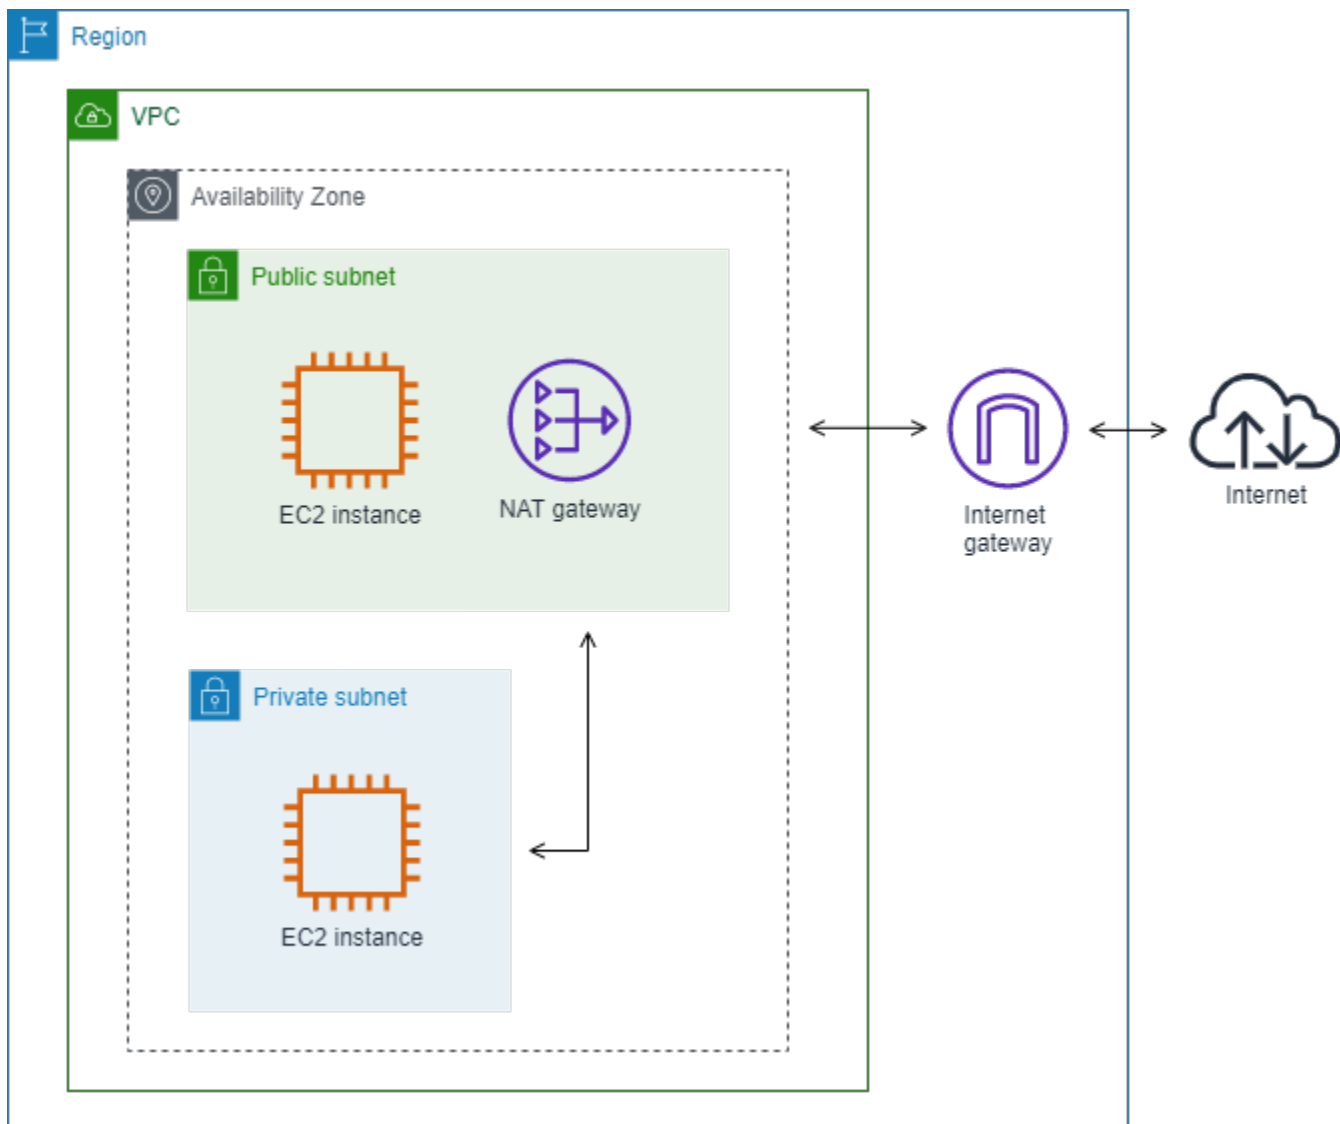 Region
VPC
Availability Zone
Public subnet
EC2 instance
NAT gateway
Internet
gateway
Internet
Private subnet
EC2 instance